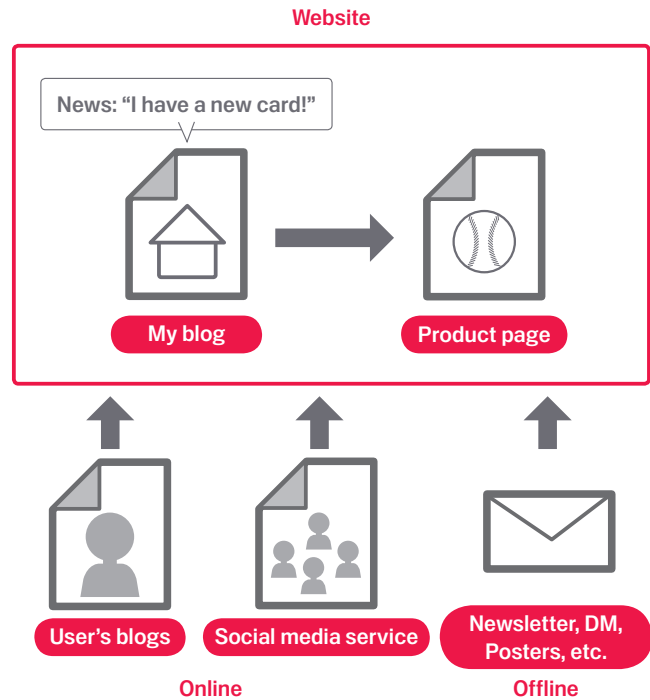 Website
News: “I have a new card!”
My blog
Product page
User's blogs
Social media service
Newsletter, DM,
Posters, etc.
Online
Offline